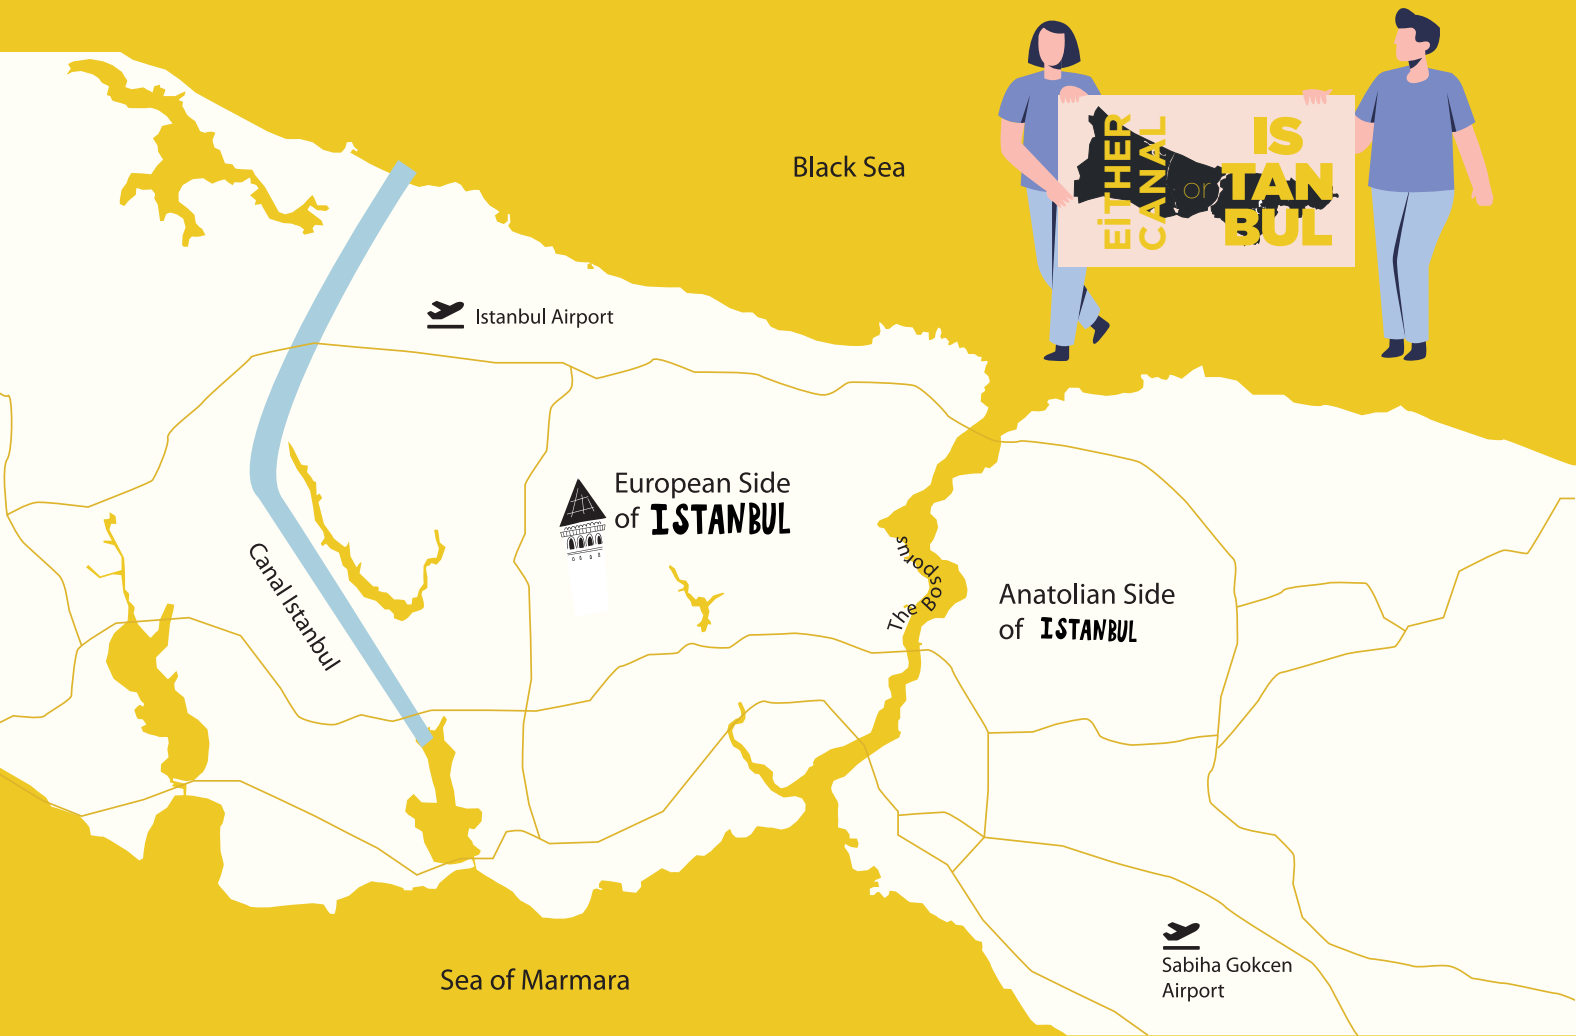 Black Sea
EİTHER
CANAL
or
IS
TAN
BUL
Istanbul Airport
European Side
of ISTANBUL
Canal Istanbul
The Bosporus
Anatolian Side
of ISTANBUL
Sea of Marmara
Sabiha Gokcen
Airport